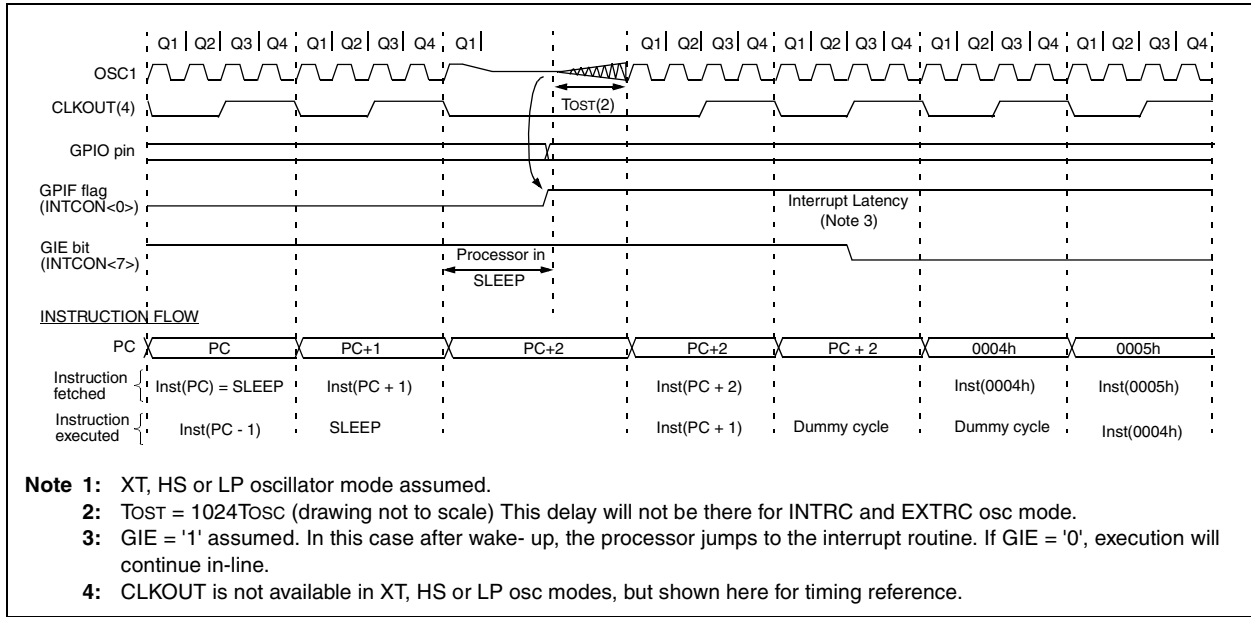 Q1 Q2 Q3 Q4 Q1 Q2 Q3 Q4 Q1 Q1 Q2 Q3 Q4 Q1 Q2 Q3 Q4 Q1 Q2 Q3 Q4 Q1 Q2 Q3 Q4
OSC1
CLKOUT(4)
TOST(2)
GPIO pin
GPIF flag
(INTCON<0>)
Interrupt Latency
(Note 3)
GIE bit
(INTCON<7>)
Processor in
SLEEP
INSTRUCTION FLOW
PC PC PC+1 PC+2 PC+2 PC + 2 0004h 0005h
Instruction
fetched
Inst(PC) = SLEEP Inst(PC + 1) Inst(PC + 2) Inst(0004h) Inst(0005h)
Instruction
executed
Inst(PC - 1) SLEEP Inst(PC + 1) Dummy cycle Dummy cycle Inst(0004h)
Note 1: XT, HS or LP oscillator mode assumed.
2: TOST = 1024TOSC (drawing not to scale) This delay will not be there for INTRC and EXTRC osc mode.
3: GIE = '1' assumed. In this case after wake- up, the processor jumps to the interrupt routine. If GIE = '0', execution will
continue in-line.
4: CLKOUT is not available in XT, HS or LP osc modes, but shown here for timing reference.